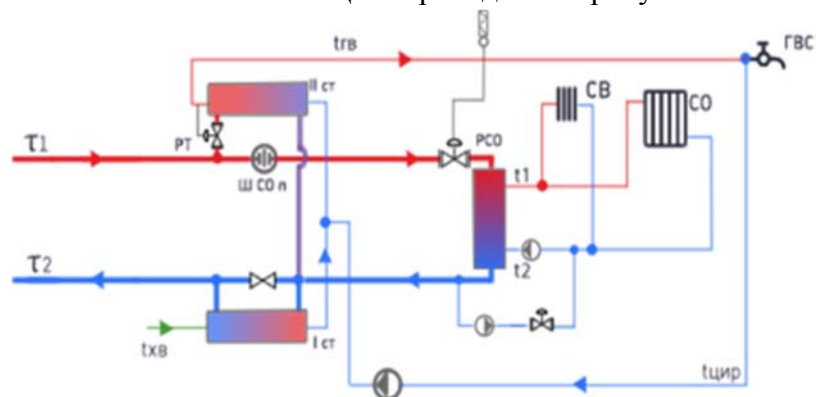 tгв
ГВС
II ст
СВ
СО
τ1
РТ
РСО
Ш СО п
t1
τ2
t2
I ст
tхв
tцир